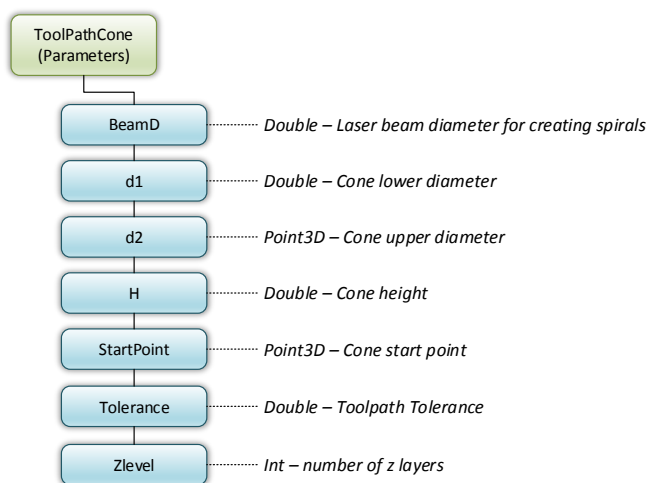 ToolPathCone
(Parameters)
BeamD
Double – Laser beam diameter for creating spirals
d1
Double – Cone lower diameter
d2
Point3D – Cone upper diameter
H
Double – Cone height
StartPoint
Point3D – Cone start point
Tolerance
Double – Toolpath Tolerance
Zlevel
Int – number of z layers